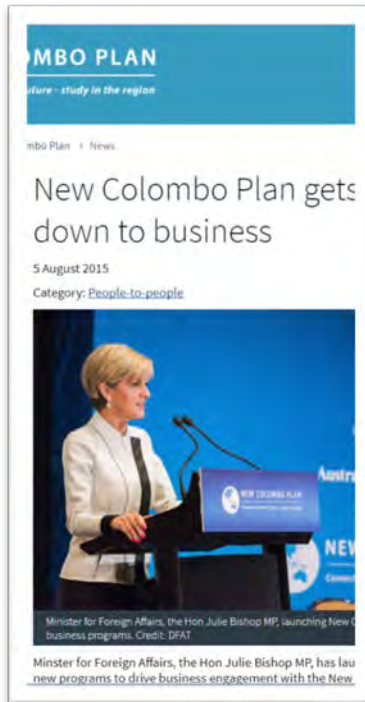 OMBO PLAN
uture - study in the region
mbo Plan › News
New Colombo Plan gets
down to business
5 August 2015
Category: People-to-people
Austra
NEW COLOMBO PLAN
NEW
Minister for Foreign Affairs, the Hon Julie Bishop MP, launching New C
business programs. Credit: DFAT
Minster for Foreign Affairs, the Hon Julie Bishop MP, has lau
new programs to drive business engagement with the New